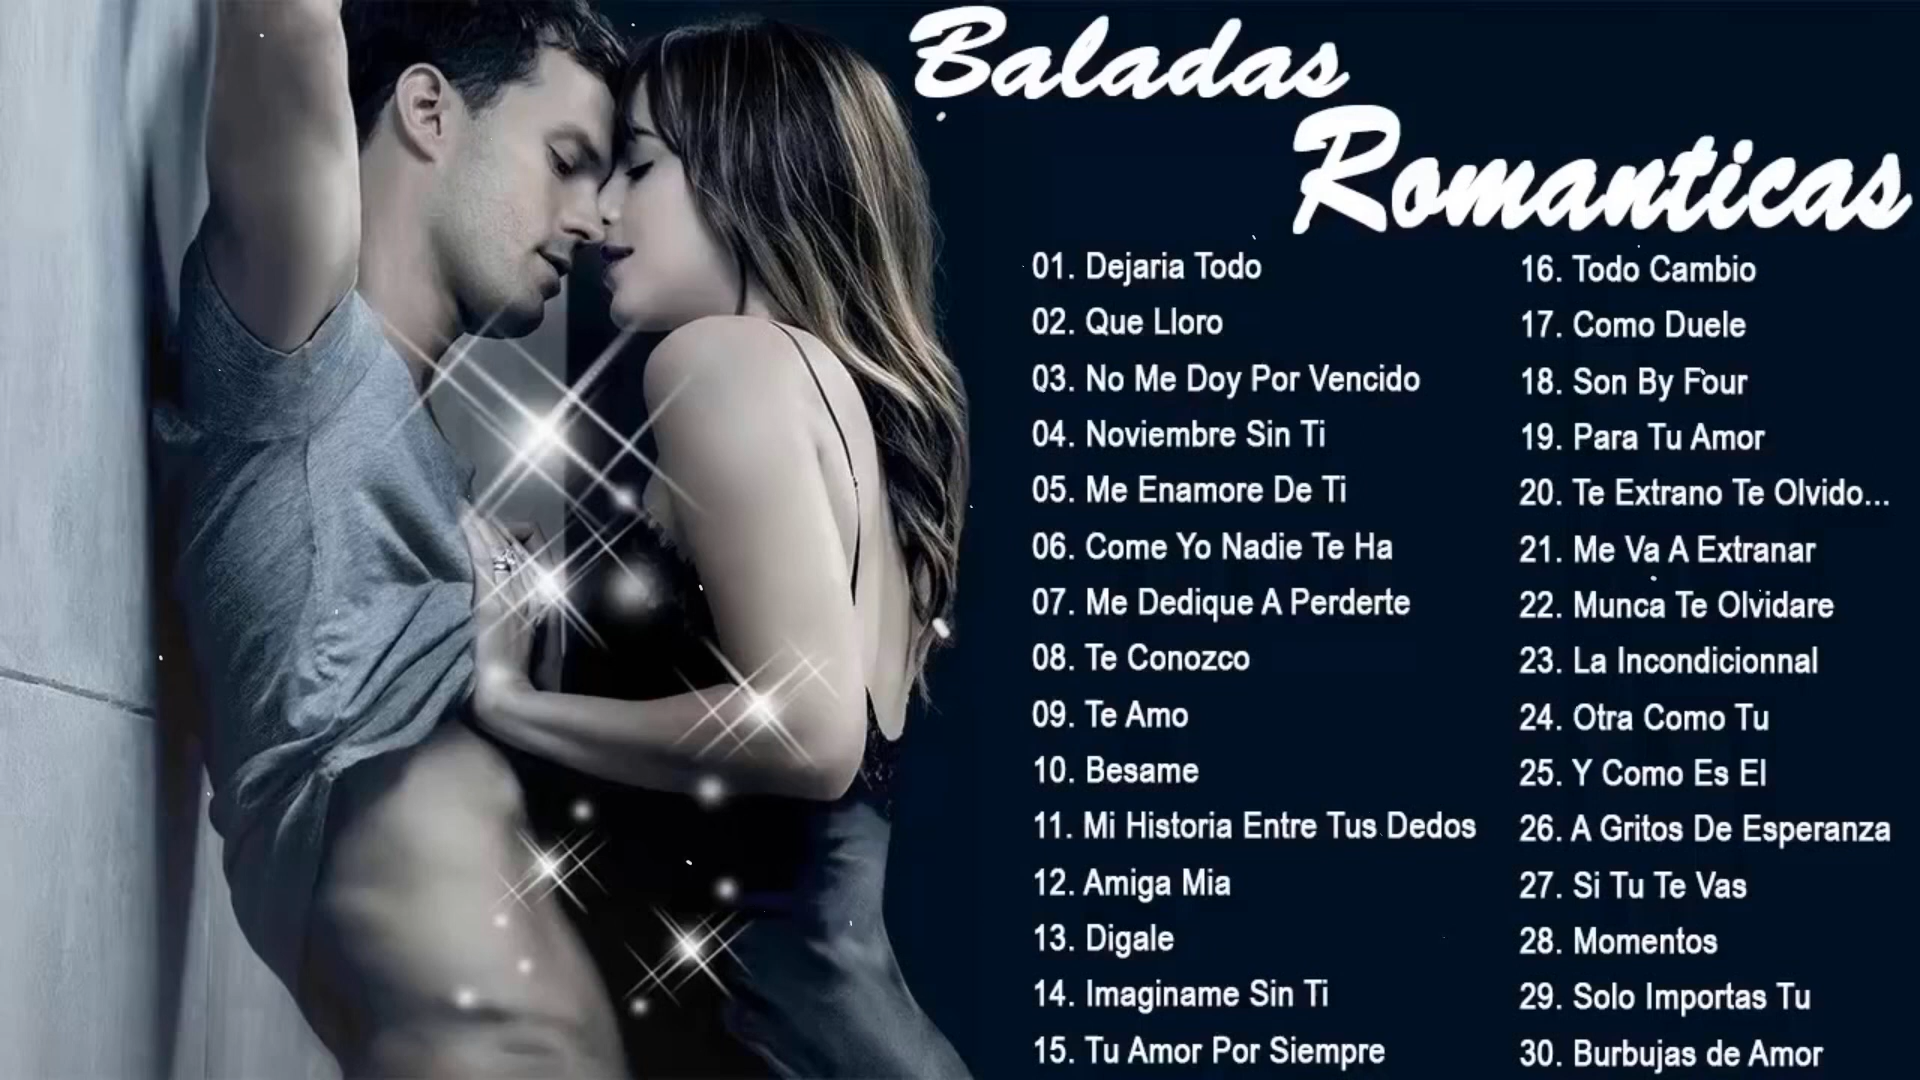 Baladas
Romanticas
01. Dejaria Todo
02. Que Lloro
03. No Me Doy Por Vencido
04. Noviembre Sin Ti
05. Me Enamore De Ti
06. Come Yo Nadie Te Ha
07. Me Dedique A Perderte
08. Te Conozco
09. Te Amo
10. Besame
11. Mi Historia Entre Tus Dedos
12. Amiga Mia
13. Digale
14. Imaginame Sin Ti
15. Tu Amor Por Siempre
16. Todo Cambio
17. Como Duele
18. Son By Four
19. Para Tu Amor
20. Te Extrano Te Olvido...
21. Me Va A Extranar
22. Munca Te Olvidare
23. La Incondicionnal
24. Otra Como Tu
25. Y Como Es El
26. A Gritos De Esperanza
27. Si Tu Te Vas
28. Momentos
29. Solo Importas Tu
30. Burbujas de Amor